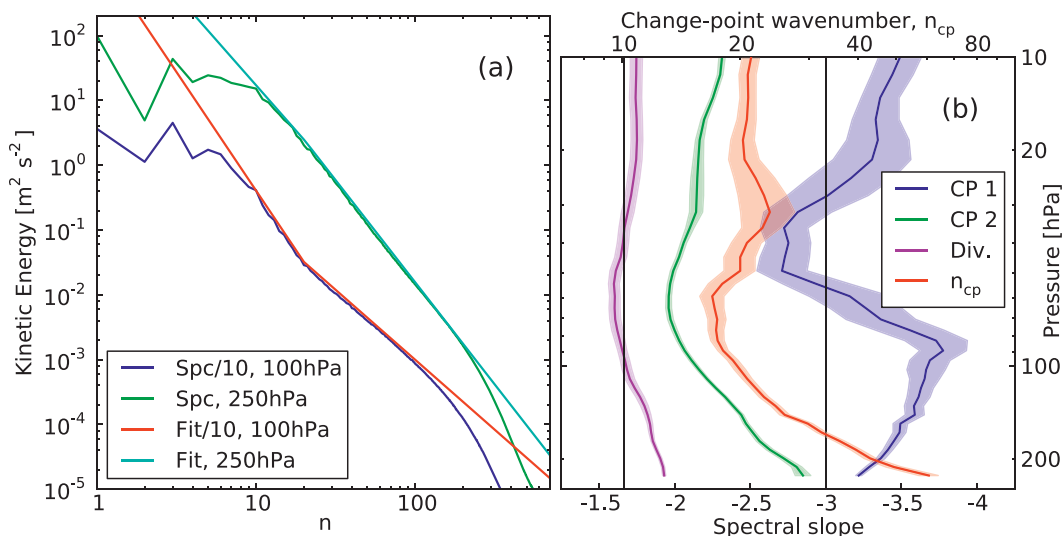 Change-point wavenumber, n_cp
10 20 40 80
10²
10¹
10⁰
10⁻¹
10⁻²
10⁻³
10⁻⁴
10⁻⁵
Kinetic Energy [m² s⁻²]
(a)
Spc/10, 100hPa
Spc, 250hPa
Fit/10, 100hPa
Fit, 250hPa
1 10 100
n
(b)
CP 1
CP 2
Div.
n_cp
10
20
100
200
Pressure [hPa]
-1.5 -2 -2.5 -3 -3.5 -4
Spectral slope